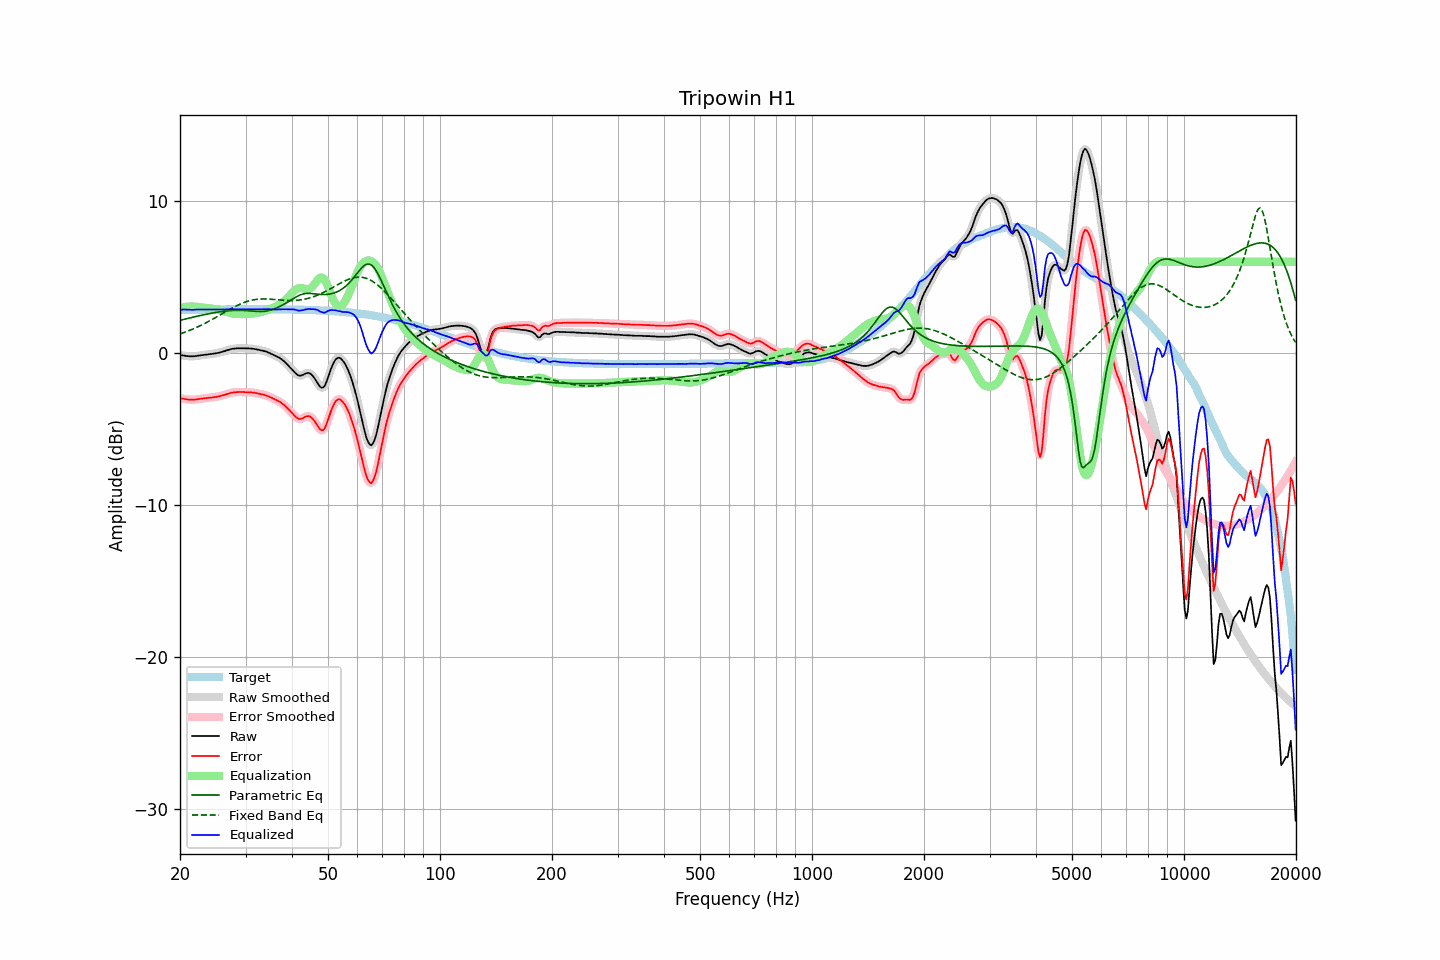 Tripowin H1
Amplitude (dBr)
10
0
−10
−20
−30
Target
Raw Smoothed
Error Smoothed
Raw
Error
Equalization
Parametric Eq
Fixed Band Eq
Equalized
20 50 100 200 500 1000 2000 5000 10000 20000
Frequency (Hz)